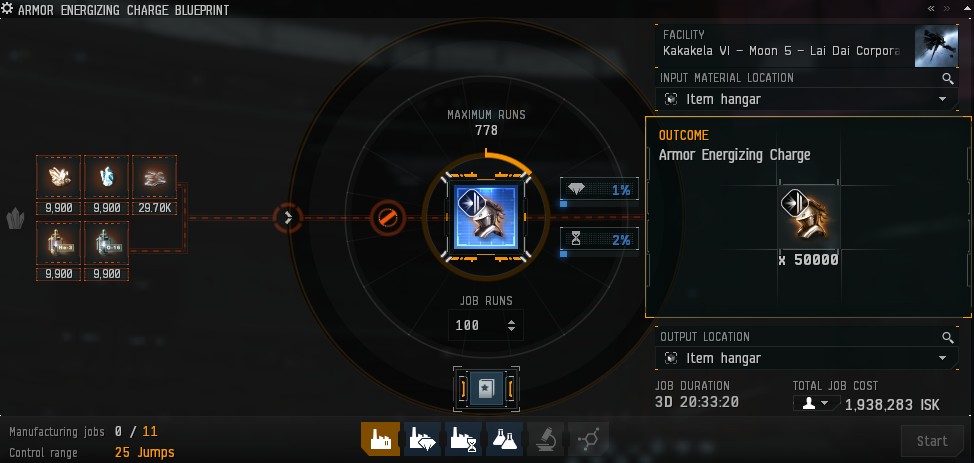 ARMOR ENERGIZING CHARGE BLUEPRINT
FACILITY
Kakakela VI - Moon 5 - Lai Dai Corpora
INPUT MATERIAL LOCATION
Item hangar
MAXIMUM RUNS
778
OUTCOME
Armor Energizing Charge
x 50000
1%
2%
9,900 9,900 29.70K
9,900 9,900
JOB RUNS
100
OUTPUT LOCATION
Item hangar
JOB DURATION
3D 20:33:20
TOTAL JOB COST
1,938,283 ISK
Manufacturing jobs 0 / 11
Control range 25 Jumps
Start